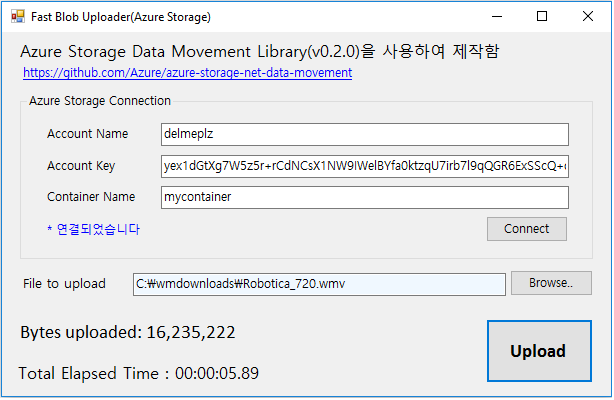 Fast Blob Uploader(Azure Storage)
Azure Storage Data Movement Library(v0.2.0)을 사용하여 제작함
https://github.com/Azure/azure-storage-net-data-movement
Azure Storage Connection
Account Name delmeplz
Account Key
Container Name mycontainer
* 연결되었습니다 Connect
File to upload C:₩wmdownloads₩Robotica_720.wmv Browse..
Bytes uploaded: 16,235,222
Upload
Total Elapsed Time : 00:00:05.89